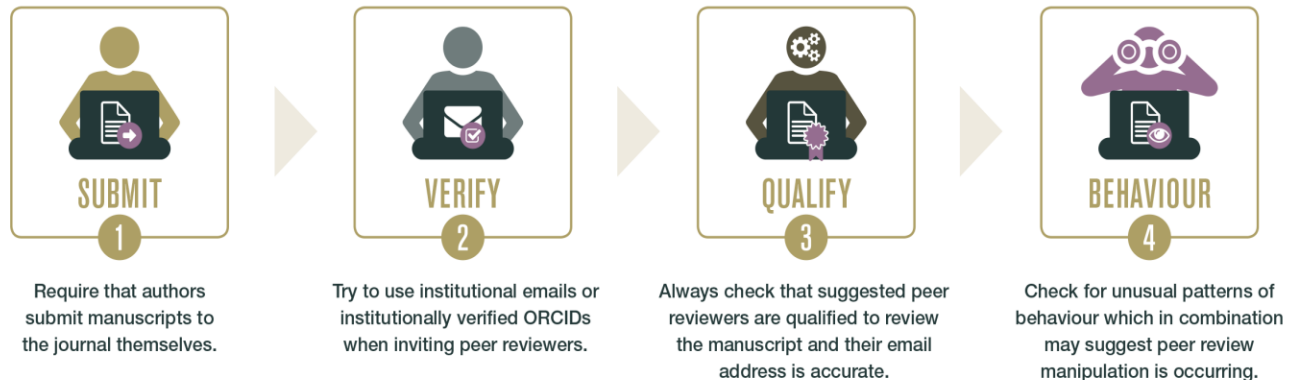 SUBMIT
1
Require that authors
submit manuscripts to
the journal themselves.
VERIFY
2
Try to use institutional emails or
institutionally verified ORCIDs
when inviting peer reviewers.
QUALIFY
3
Always check that suggested peer
reviewers are qualified to review
the manuscript and their email
address is accurate.
BEHAVIOUR
4
Check for unusual patterns of
behaviour which in combination
may suggest peer review
manipulation is occurring.